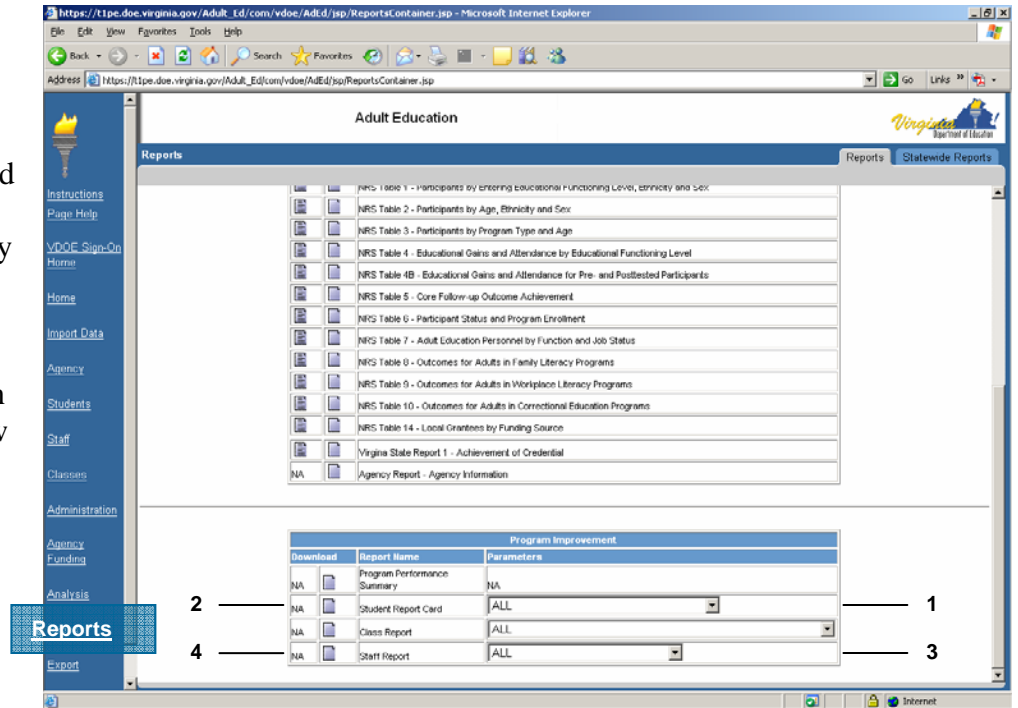 https://t1pe.doe.virginia.gov/Adult_Ed/com/vdoe/AdEd/jsp/ReportsContainer.jsp - Microsoft Internet Explorer
File Edit View Favorites Tools Help
Back Search Favorites
Address https://t1pe.doe.virginia.gov/Adult_Ed/com/vdoe/AdEd/jsp/ReportsContainer.jsp Go Links »
Adult Education
Virginia
Department of Education
Reports
Reports Statewide Reports
d
y
n
y
Instructions
Page Help
VDOE Sign-On
Home
Home
Import Data
Agency
Students
Staff
Classes
Administration
Agency
Funding
Analysis
Reports
Export
NRS Table 1 - Participants by Entering Educational Functioning Level, Ethnicity and Sex
NRS Table 2 - Participants by Age, Ethnicity and Sex
NRS Table 3 - Participants by Program Type and Age
NRS Table 4 - Educational Gains and Attendance by Educational Functioning Level
NRS Table 4B - Educational Gains and Attendance for Pre- and Posttested Participants
NRS Table 5 - Core Follow-up Outcome Achievement
NRS Table 6 - Participant Status and Program Enrollment
NRS Table 7 - Adult Education Personnel by Function and Job Status
NRS Table 8 - Outcomes for Adults in Family Literacy Programs
NRS Table 9 - Outcomes for Adults in Workplace Literacy Programs
NRS Table 10 - Outcomes for Adults in Correctional Education Programs
NRS Table 14 - Local Grantees by Funding Source
Virgina State Report 1 - Achievement of Credential
NA Agency Report - Agency Information
Program Improvement
Download Report Name Parameters
NA Program Performance Summary NA
2 NA Student Report Card ALL 1
NA Class Report ALL
4 NA Staff Report ALL 3
Internet